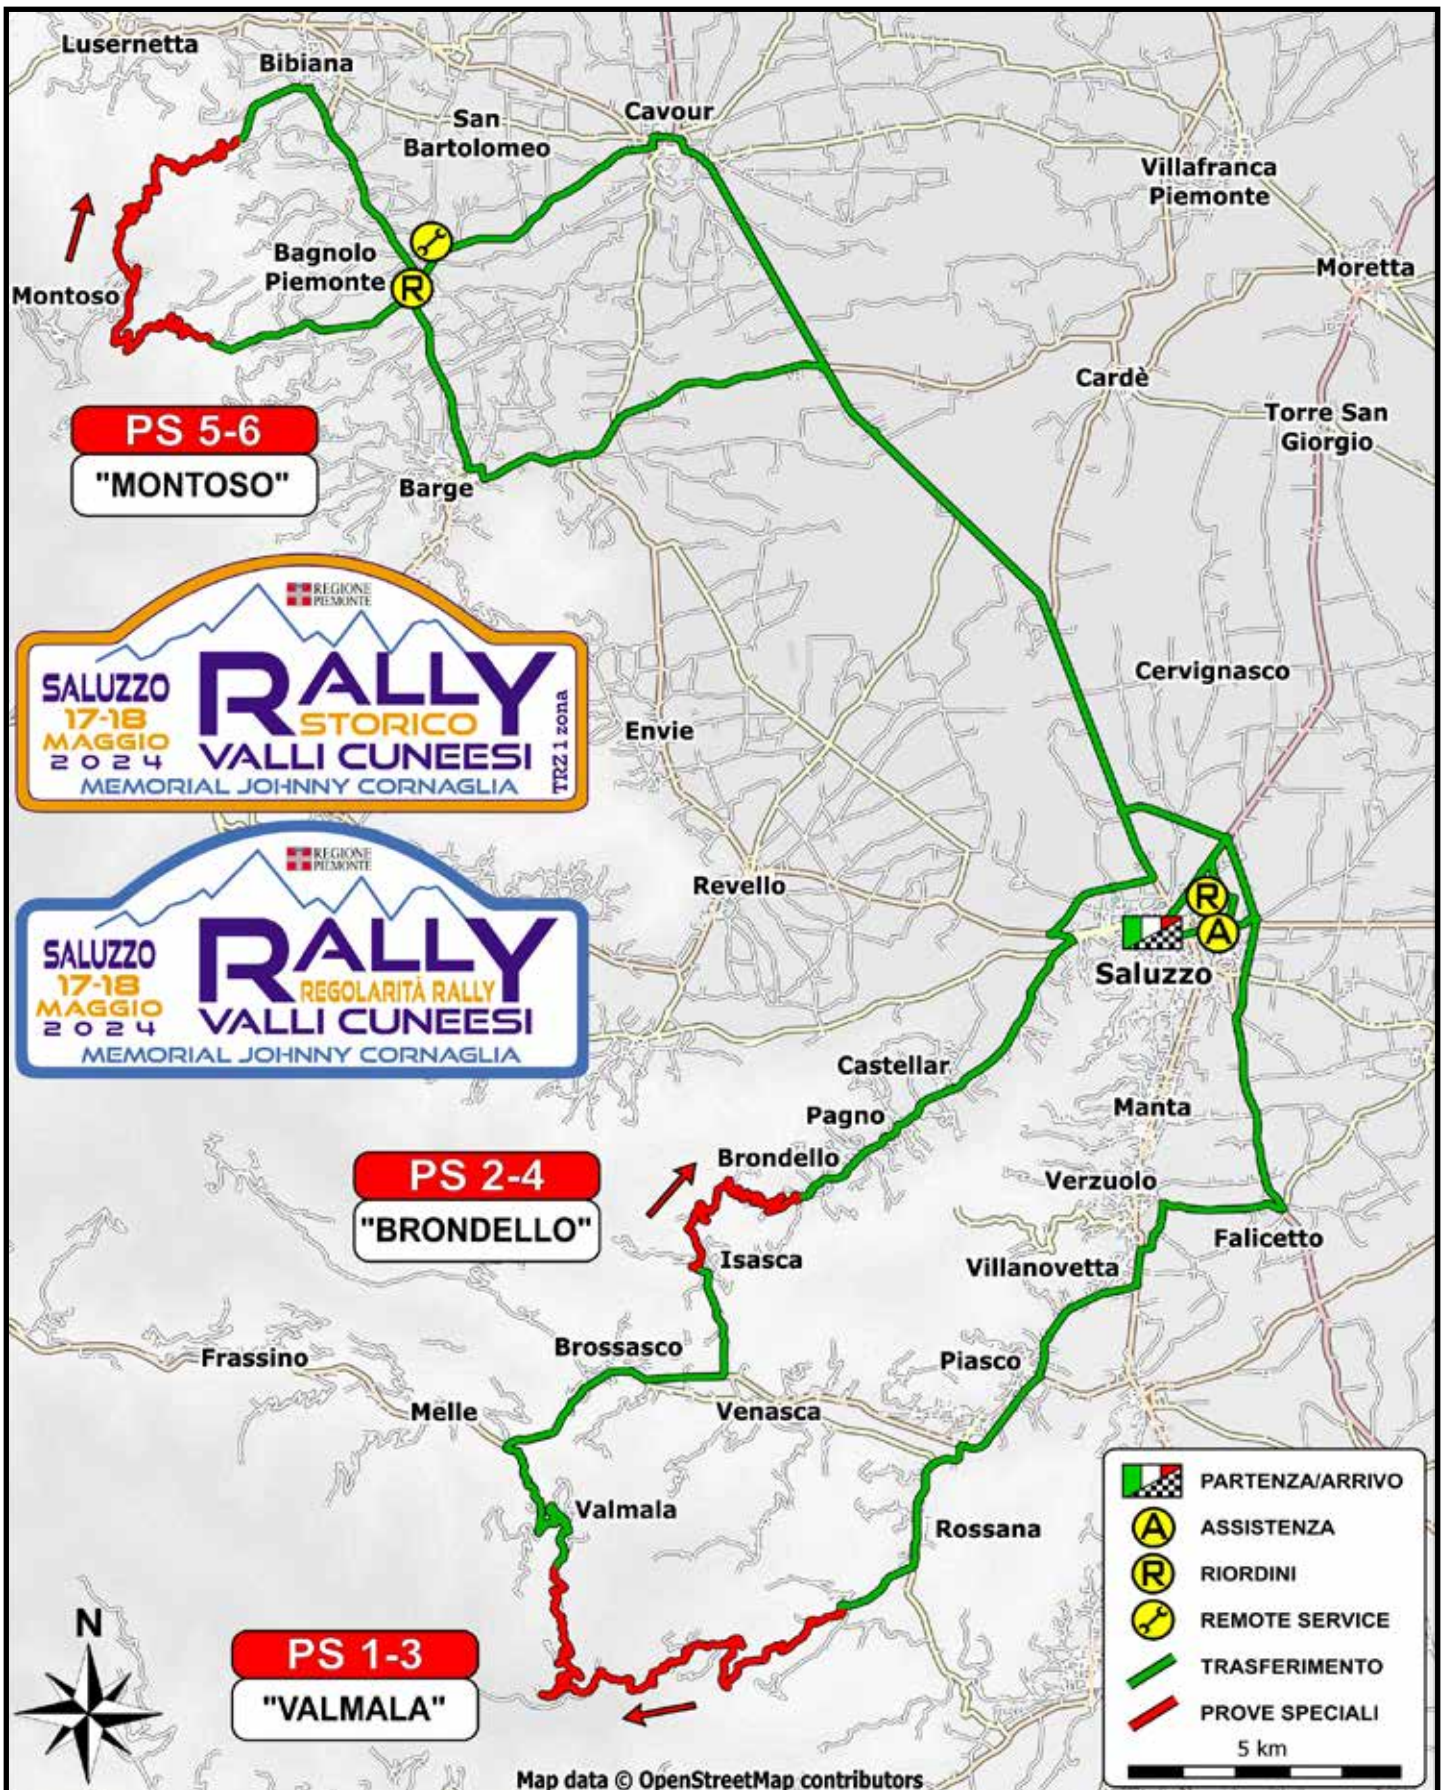 Lusernetta
Bibiana
San
Bartolomeo
Cavour
Villafranca
Piemonte
Bagnolo
Piemonte
R
Montoso
Moretta
Cardè
Torre San
Giorgio
PS 5-6
"MONTOSO"
Barge
REGIONE
PIEMONTE
SALUZZO
17-18
MAGGIO
2024
RALLY
STORICO
VALLI CUNEESI
MEMORIAL JOHNNY CORNAGLIA
TRZ 1 zona
Cervignasco
Envie
REGIONE
PIEMONTE
SALUZZO
17-18
MAGGIO
2024
RALLY
REGOLARITÀ RALLY
VALLI CUNEESI
MEMORIAL JOHNNY CORNAGLIA
Revello
R
A
Saluzzo
Castellar
Pagno
Manta
Brondello
PS 2-4
"BRONDELLO"
Verzuolo
Falicetto
Isasca
Villanovetta
Brossasco
Frassino
Piasco
Melle
Venasca
Valmala
Rossana
N
PS 1-3
"VALMALA"
PARTENZA/ARRIVO
A ASSISTENZA
R RIORDINI
REMOTE SERVICE
TRASFERIMENTO
PROVE SPECIALI
5 km
Map data © OpenStreetMap contributors